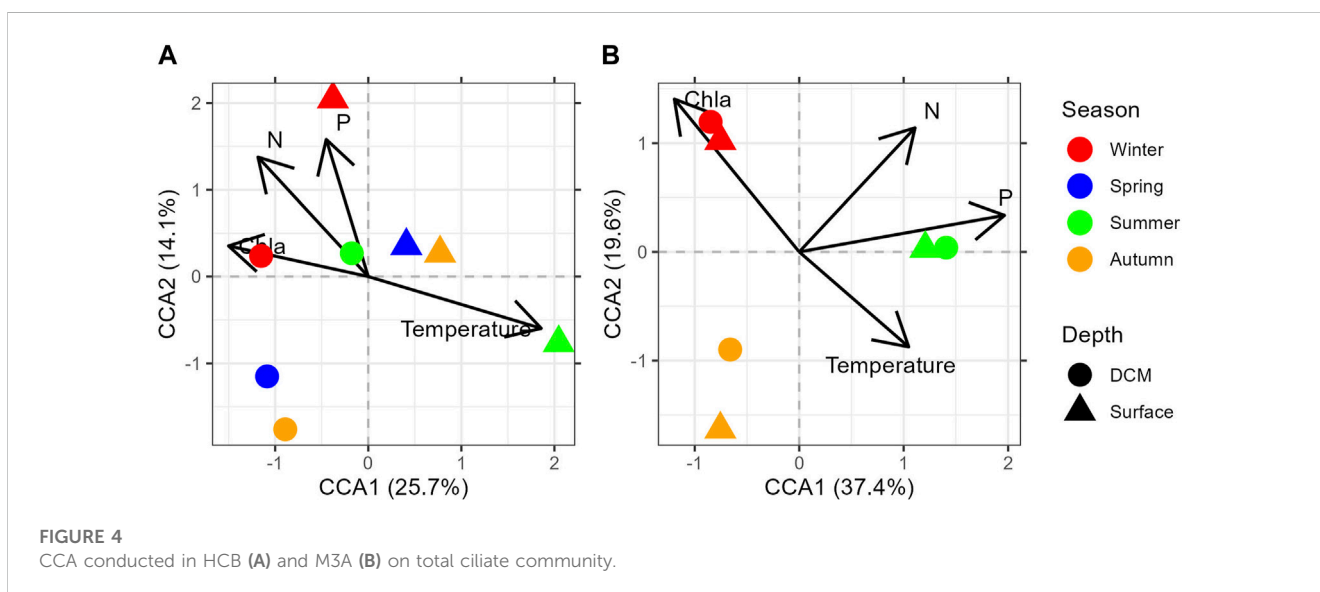 A
B
2
1
0
-1
CCA2 (14.1%)
N
P
Chla
Temperature
-1
0
1
2
CCA1 (25.7%)
1
0
-1
CCA2 (19.6%)
Chla
N
P
Temperature
-1
0
1
2
CCA1 (37.4%)
Season
Winter
Spring
Summer
Autumn
Depth
DCM
Surface
FIGURE 4
CCA conducted in HCB (A) and M3A (B) on total ciliate community.